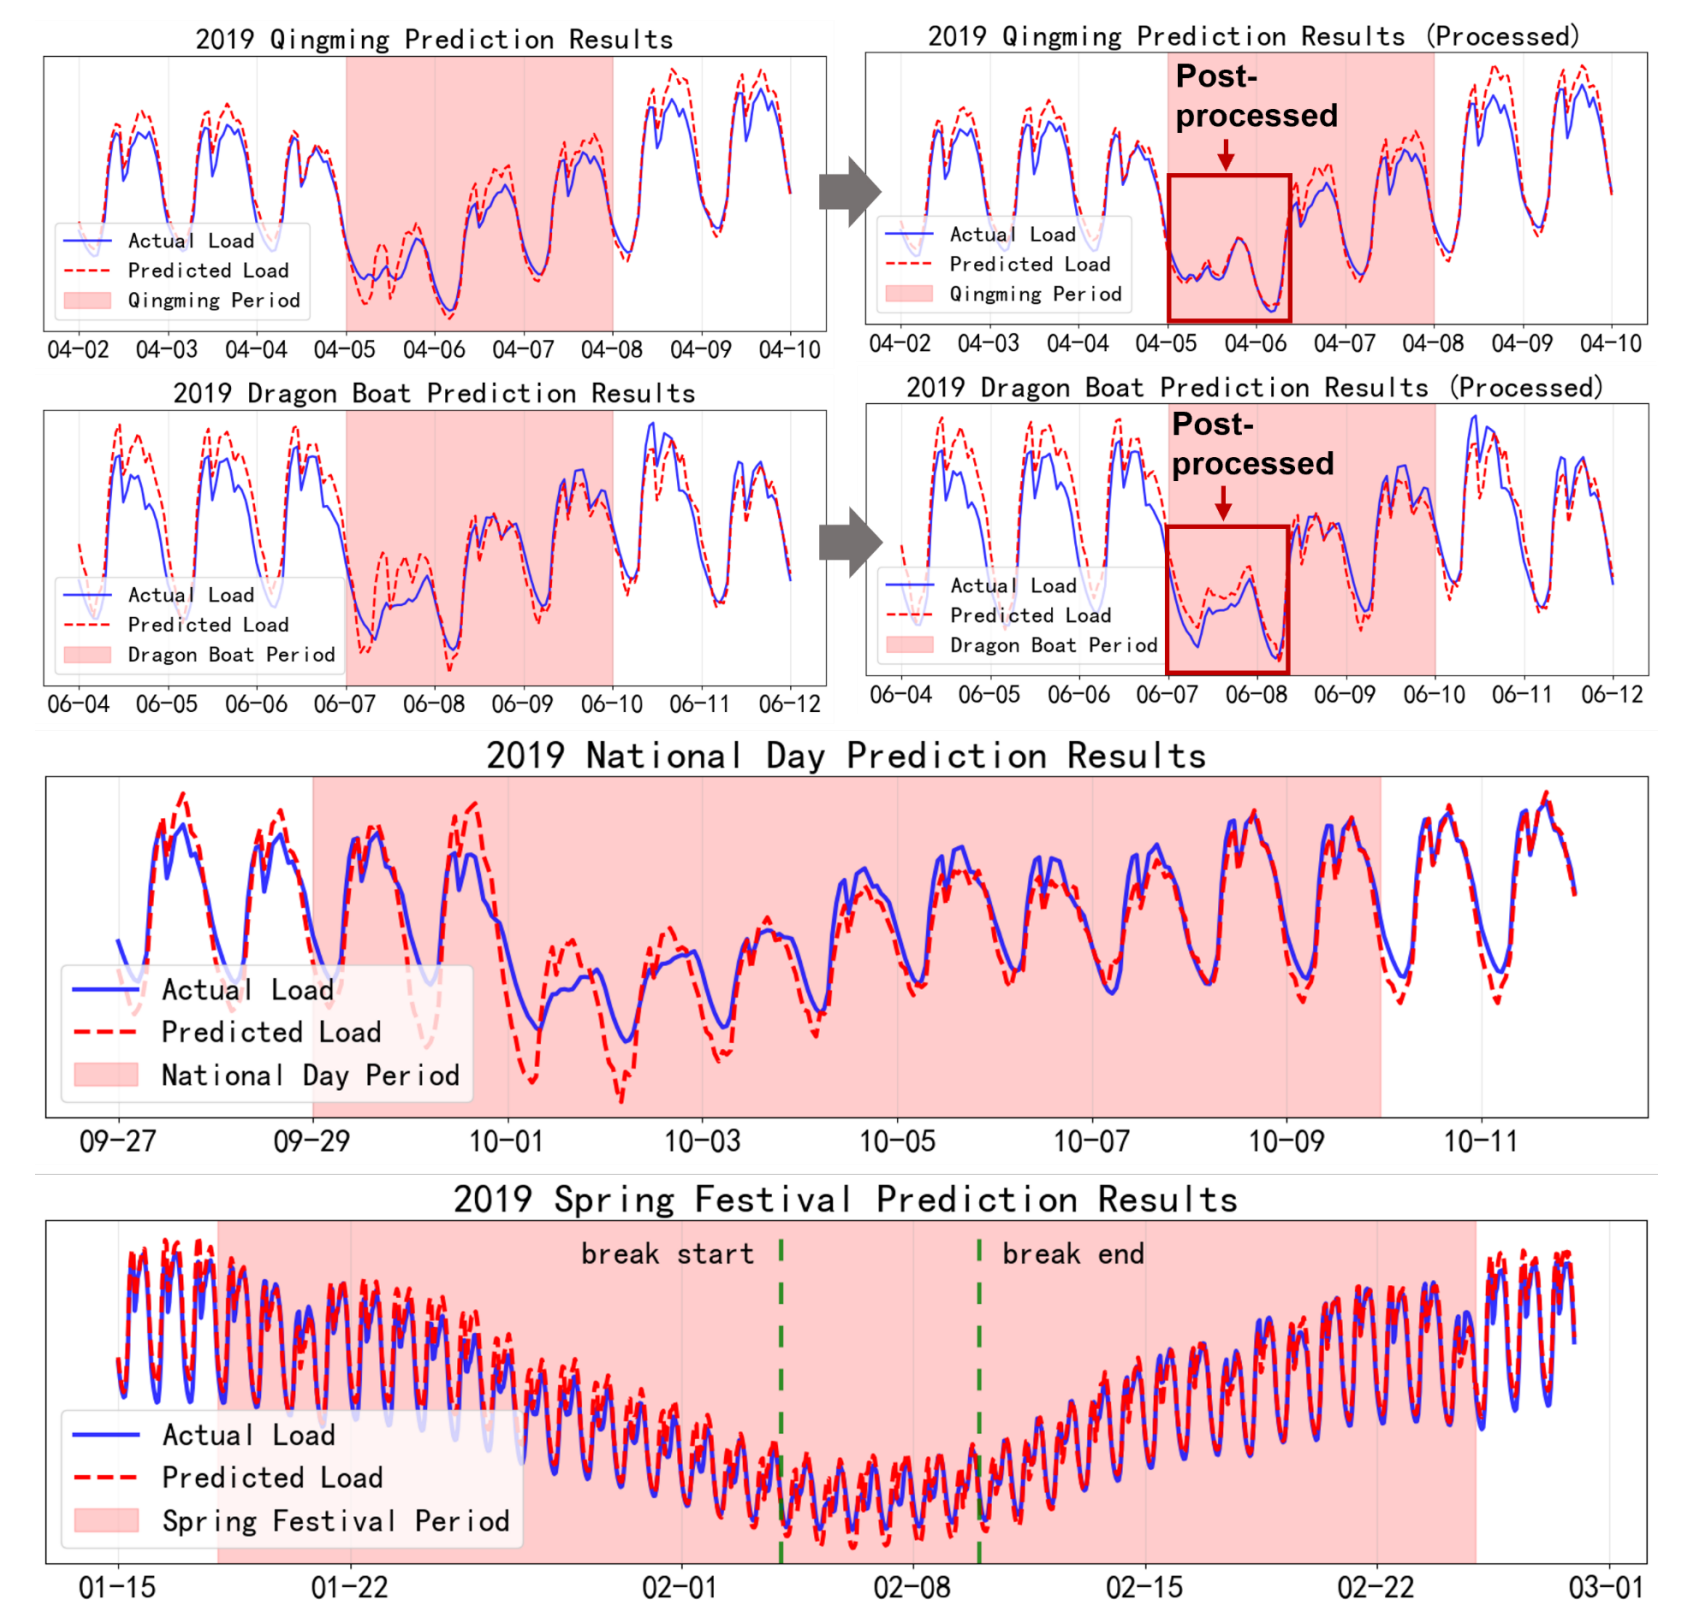 2019 Qingming Prediction Results
Actual Load
Predicted Load
Qingming Period
04-02 04-03 04-04 04-05 04-06 04-07 04-08 04-09 04-10
2019 Qingming Prediction Results (Processed)
Post-
processed
Actual Load
Predicted Load
Qingming Period
04-02 04-03 04-04 04-05 04-06 04-07 04-08 04-09 04-10
2019 Dragon Boat Prediction Results
Actual Load
Predicted Load
Dragon Boat Period
06-04 06-05 06-06 06-07 06-08 06-09 06-10 06-11 06-12
2019 Dragon Boat Prediction Results (Processed)
Post-
processed
Actual Load
Predicted Load
Dragon Boat Period
06-04 06-05 06-06 06-07 06-08 06-09 06-10 06-11 06-12
2019 National Day Prediction Results
Actual Load
Predicted Load
National Day Period
09-27 09-29 10-01 10-03 10-05 10-07 10-09 10-11
2019 Spring Festival Prediction Results
break start break end
Actual Load
Predicted Load
Spring Festival Period
01-15 01-22 02-01 02-08 02-15 02-22 03-01